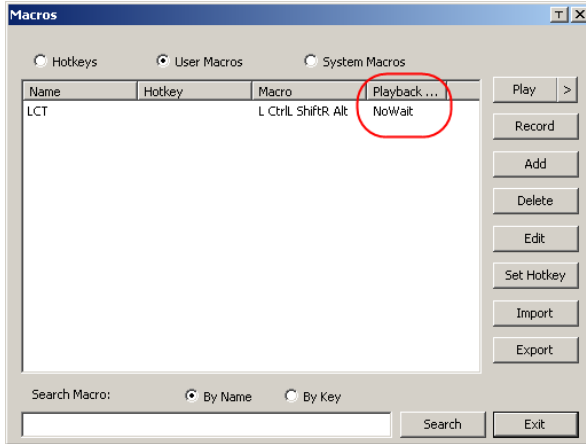 Macros
Hotkeys User Macros System Macros
Name Hotkey Macro Playback ...
LCT L CtrlL ShiftR Alt NoWait
Play >
Record
Add
Delete
Edit
Set Hotkey
Import
Export
Search Macro: By Name By Key
Search Exit